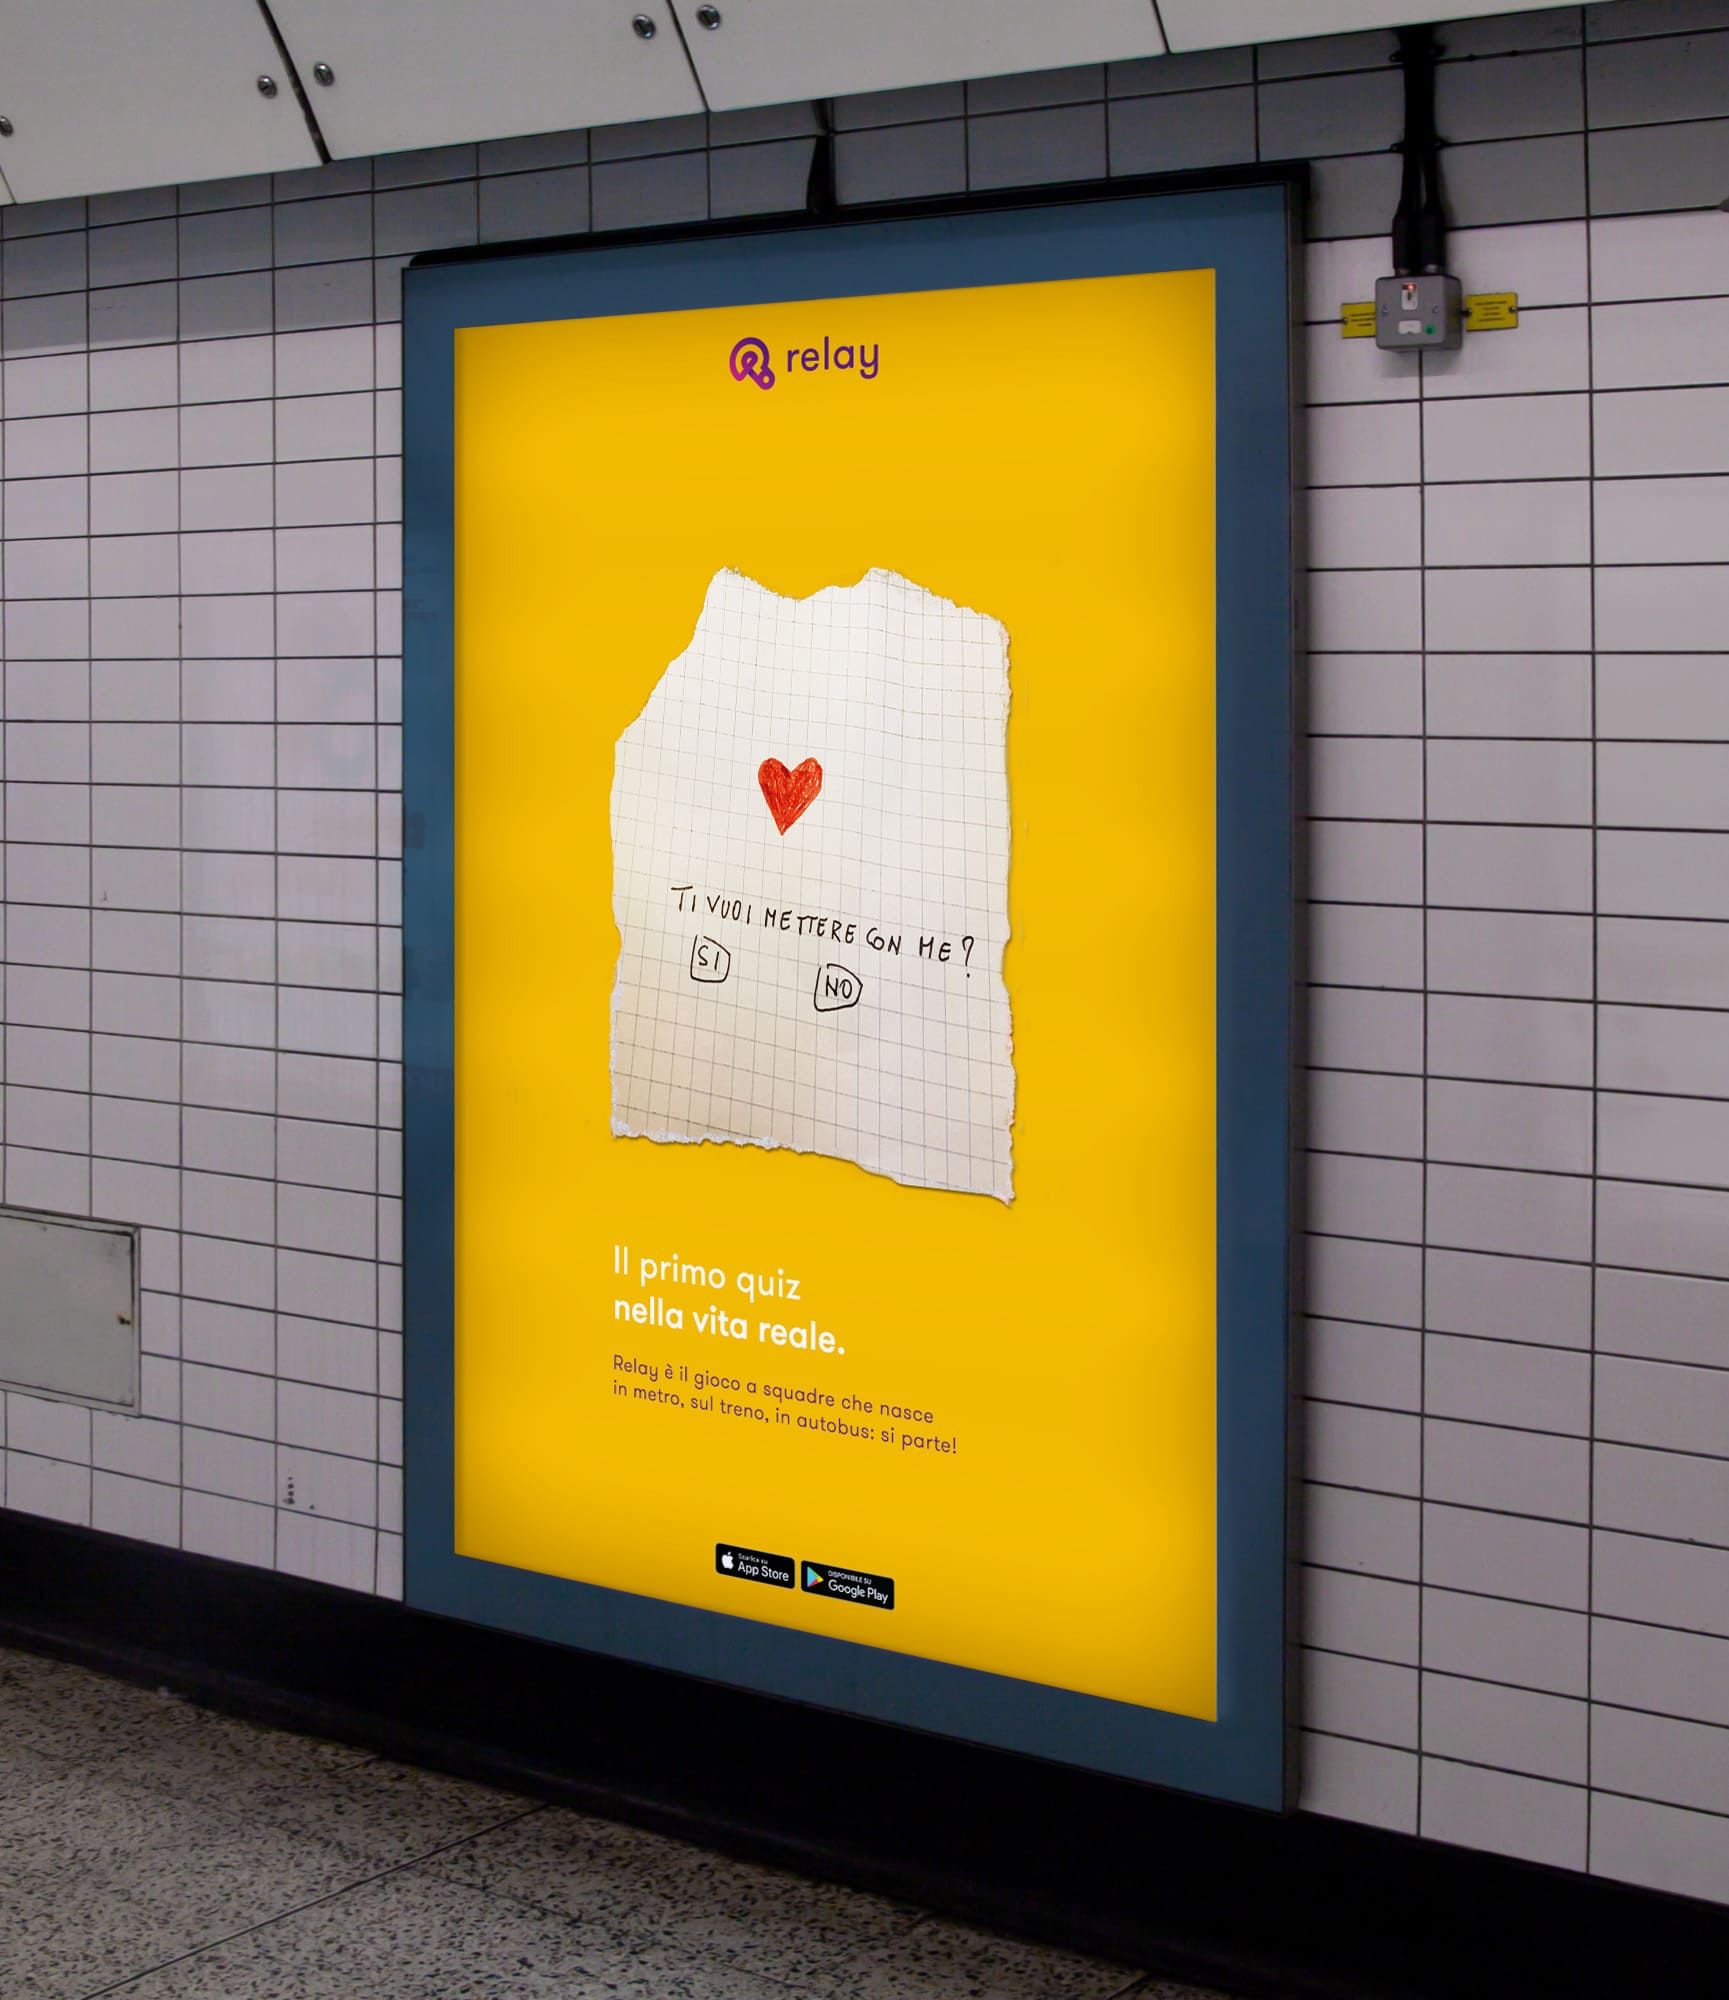 relay
TI VUOI METTERE CON ME?
SI
NO
Il primo quiz
nella vita reale.
Relay è il gioco a squadre che nasce
in metro, sul treno, in autobus: si parte!
Scarica su
App Store
DISPONIBILE SU
Google Play